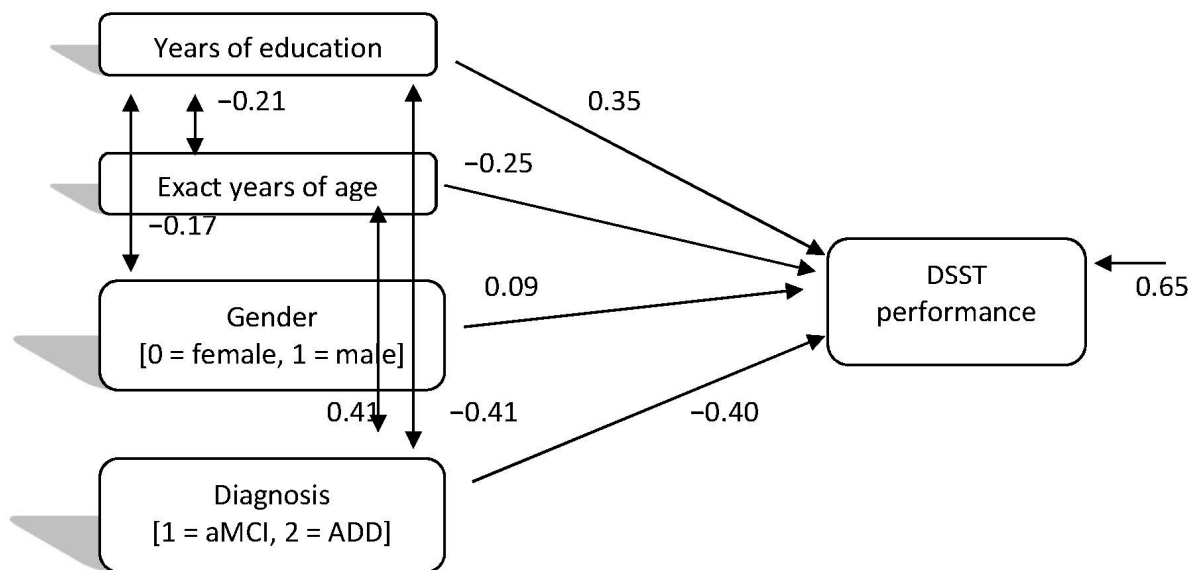 Years of education
−0.21
0.35
−0.25
Exact years of age
−0.17
DSST
performance
0.65
0.09
Gender
[0 = female, 1 = male]
0.41
−0.41
−0.40
Diagnosis
[1 = aMCI, 2 = ADD]